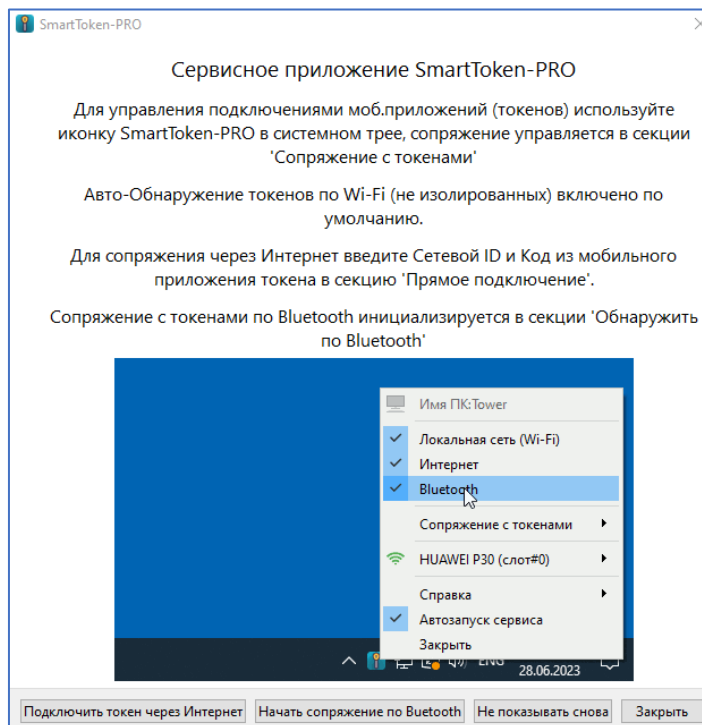 SmartToken-PRO
Сервисное приложение SmartToken-PRO
Для управления подключениями моб.приложений (токенов) используйте
иконку SmartToken-PRO в системном трее, сопряжение управляется в секции
'Сопряжение с токенами'
Авто-Обнаружение токенов по Wi-Fi (не изолированных) включено по
умолчанию.
Для сопряжения через Интернет введите Сетевой ID и Код из мобильного
приложения токена в секцию 'Прямое подключение'.
Сопряжение с токенами по Bluetooth инициализируется в секции 'Обнаружить
по Bluetooth'
Имя ПК:Tower
Локальная сеть (Wi-Fi)
Интернет
Bluetooth
Сопряжение с токенами
HUAWEI P30 (слот#0)
Справка
Автозапуск сервиса
Закрыть
ENG
28.06.2023
Подключить токен через Интернет Начать сопряжение по Buetooth Не показывать снова Закрыть